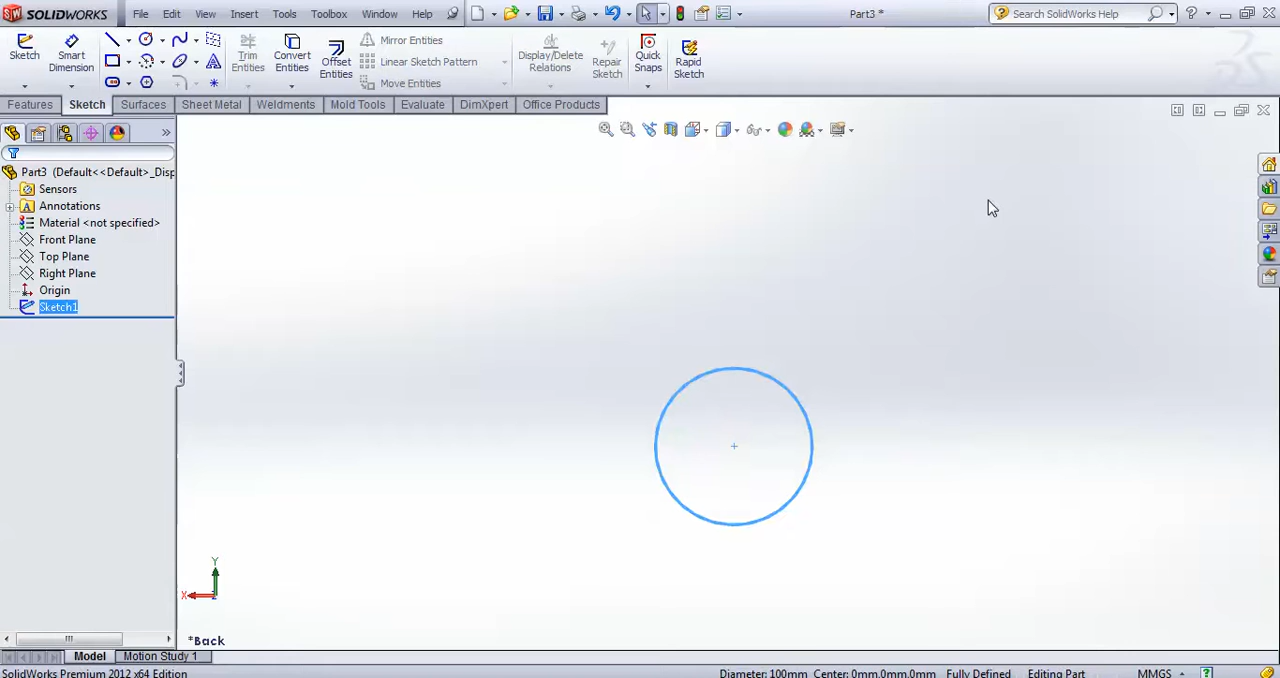 SW SOLIDWORKS File Edit View Insert Tools Toolbox Window Help Part3 * Search SolidWorks Help
Sketch Smart Dimension Trim Entities Convert Entities Offset Entities Mirror Entities Linear Sketch Pattern Move Entities Display/Delete Relations Repair Sketch Quick Snaps Rapid Sketch
Features Sketch Surfaces Sheet Metal Weldments Mold Tools Evaluate DimXpert Office Products
Part3 (Default<<Default>_Disp
Sensors
Annotations
Material <not specified>
Front Plane
Top Plane
Right Plane
Origin
Sketch1
Y
X
Z
*Back
Model Motion Study 1
SolidWorks Premium 2012 x64 Edition Diameter: 100mm Center: 0mm,0mm,0mm Fully Defined Editing Part MMGS